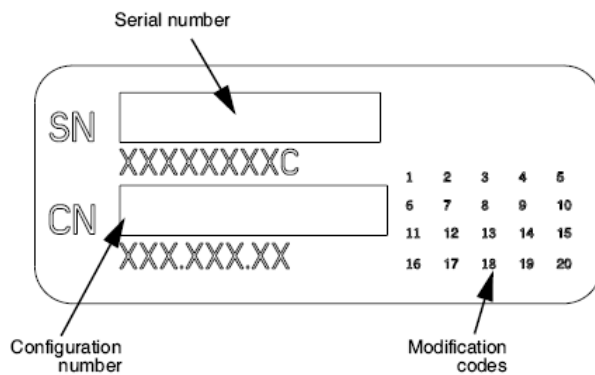 Serial number
SN
XXXXXXXXC
CN
XXX.XXX.XX
1 2 3 4 5
6 7 8 9 10
11 12 13 14 15
16 17 18 19 20
Configuration
number
Modification
codes